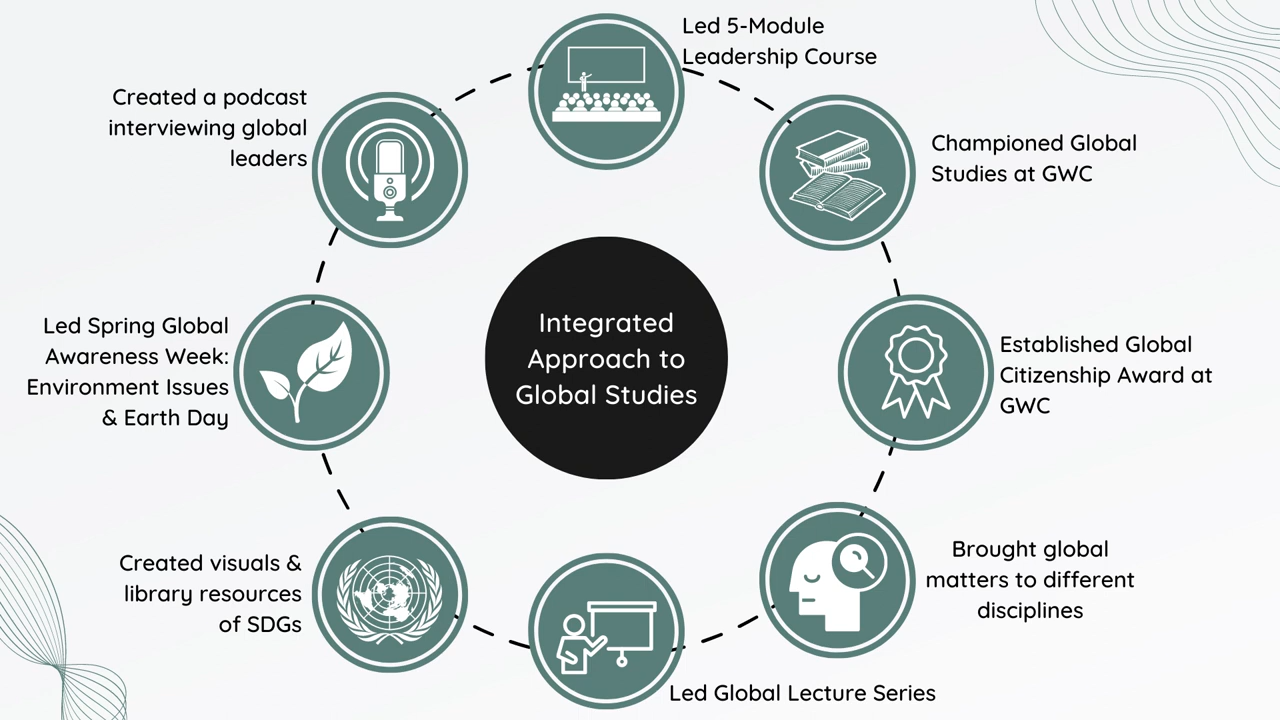 Led 5-Module
Leadership Course
Created a podcast
interviewing global
leaders
Championed Global
Studies at GWC
Integrated
Approach to
Global Studies
Led Spring Global
Awareness Week:
Environment Issues
& Earth Day
Established Global
Citizenship Award at
GWC
Created visuals &
library resources
of SDGs
Brought global
matters to different
disciplines
Led Global Lecture Series